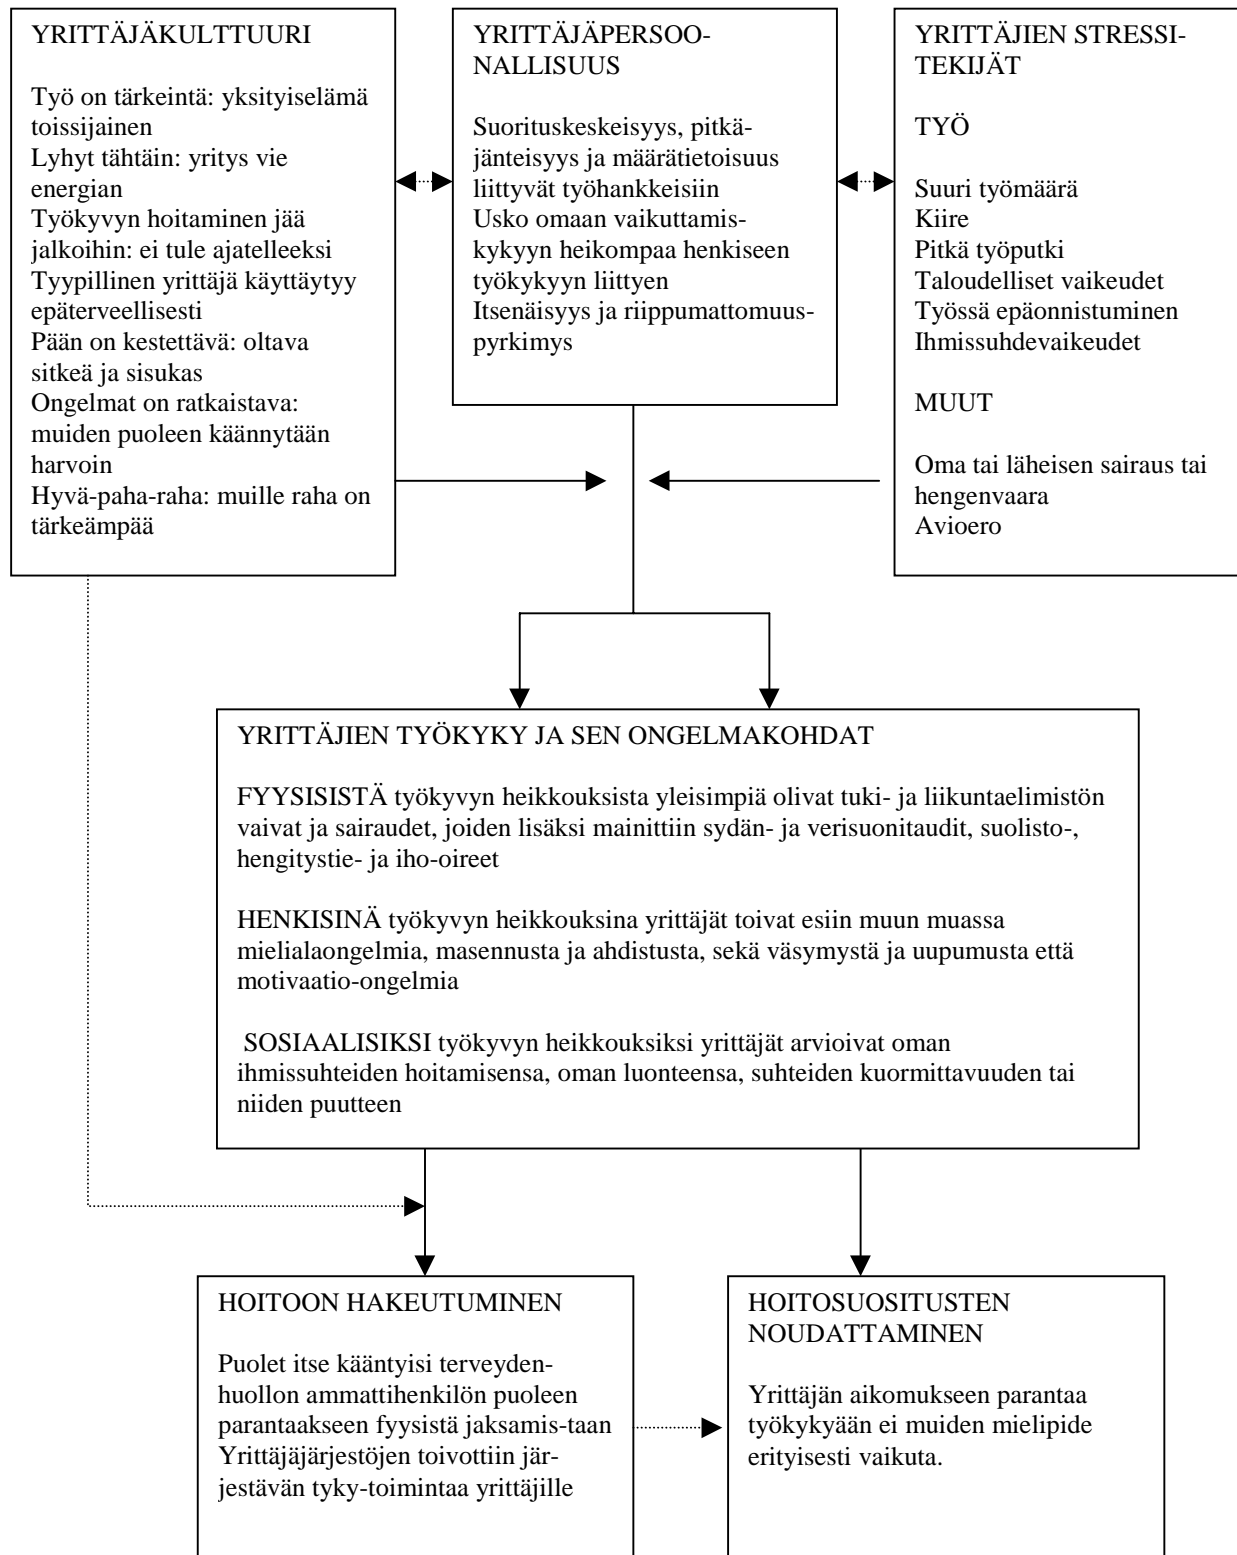 YRITTÄJÄKULTTUURI
Työ on tärkeintä: yksityiselämä
toissijainen
Lyhyt tähtäin: yritys vie
energian
Työkyvyn hoitaminen jää
jalkoihin: ei tule ajatelleeksi
Tyypillinen yrittäjä käyttäytyy
epäterveellisesti
Pään on kestettävä: oltava
sitkeä ja sisukas
Ongelmat on ratkaistava:
muiden puoleen käännytään
harvoin
Hyvä-paha-raha: muille raha on
tärkeämpää
YRITTÄJÄPERSOO-
NALLISUUS
Suorituskeskeisyys, pitkä-
jänteisyys ja määrätietoisuus
liittyvät työhankkeisiin
Usko omaan vaikuttamis-
kykyyn heikompaa henkiseen
työkykyyn liittyen
Itsenäisyys ja riippumattomuus-
pyrkimys
YRITTÄJIEN STRESSI-
TEKIJÄT
TYÖ
Suuri työmäärä
Kiire
Pitkä työputki
Taloudelliset vaikeudet
Työssä epäonnistuminen
Ihmissuhdevaikeudet
MUUT
Oma tai läheisen sairaus tai
hengenvaara
Avioero
YRITTÄJIEN TYÖKYKY JA SEN ONGELMAKOHDAT
FYYSISISTÄ työkyvyn heikkouksista yleisimpiä olivat tuki- ja liikuntaelimistön
vaivat ja sairaudet, joiden lisäksi mainittiin sydän- ja verisuonitaudit, suolisto-,
hengitystie- ja iho-oireet
HENKISINÄ työkyvyn heikkouksina yrittäjät toivat esiin muun muassa
mielialaongelmia, masennusta ja ahdistusta, sekä väsymystä ja uupumusta että
motivaatio-ongelmia
SOSIAALISIKSI työkyvyn heikkouksiksi yrittäjät arvioivat oman
ihmissuhteiden hoitamisensa, oman luonteensa, suhteiden kuormittavuuden tai
niiden puutteen
HOITOON HAKEUTUMINEN
Puolet itse kääntyisi terveyden-
huollon ammattihenkilön puoleen
parantaakseen fyysistä jaksamis-taan
Yrittäjäjärjestöjen toivottiin jär-
jestävän tyky-toimintaa yrittäjille
HOITOSUOSITUSTEN
NOUDATTAMINEN
Yrittäjän aikomukseen parantaa
työkykyään ei muiden mielipide
erityisesti vaikuta.